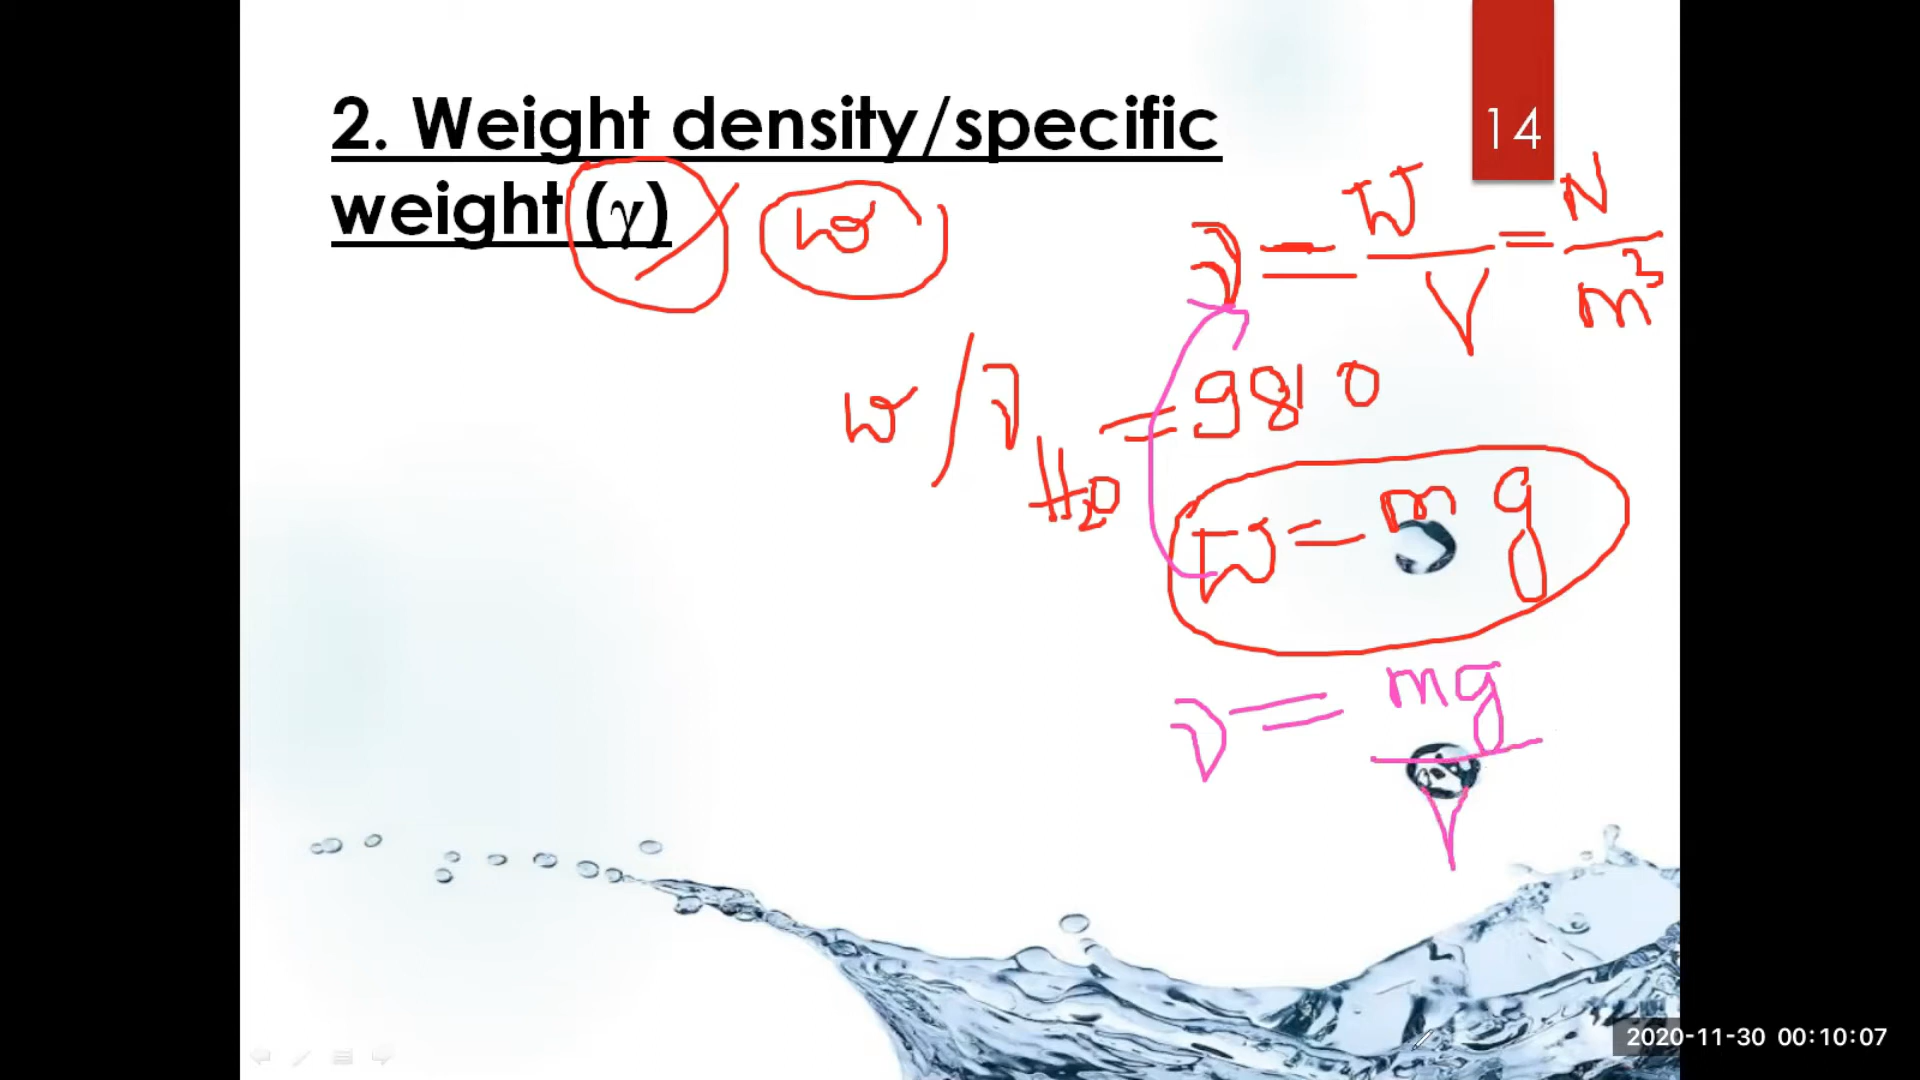 2. Weight density/specific
weight (γ) w
14
γ = W/V = N/m³
w / γ H₂O = 9810
W = mg
γ = mg/V
2020-11-30 00:10:07